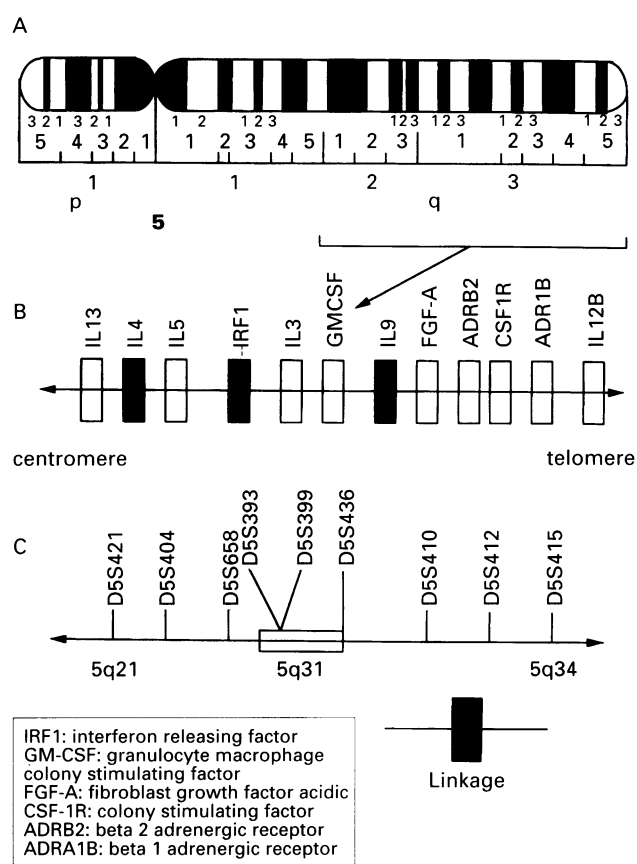 A
3 2 1 3 2 1 1 2 1 2 3 1 2 3 1 2 3 1 2 3 1 2 3
5 4 3 2 1 1 2 3 4 5 1 2 3 1 2 3 4 5
1 1 2 3
p q
5
B
IL13 IL4 IL5 IRF1 IL3 GMCSF IL9 FGF-A ADRB2 CSF1R ADR1B IL12B
centromere telomere
C
D5S421 D5S404 D5S658 D5S393 D5S399 D5S436 D5S410 D5S412 D5S415
5q21 5q31 5q34
Linkage
IRF1: interferon releasing factor
GM-CSF: granulocyte macrophage
colony stimulating factor
FGF-A: fibroblast growth factor acidic
CSF-1R: colony stimulating factor
ADRB2: beta 2 adrenergic receptor
ADRA1B: beta 1 adrenergic receptor